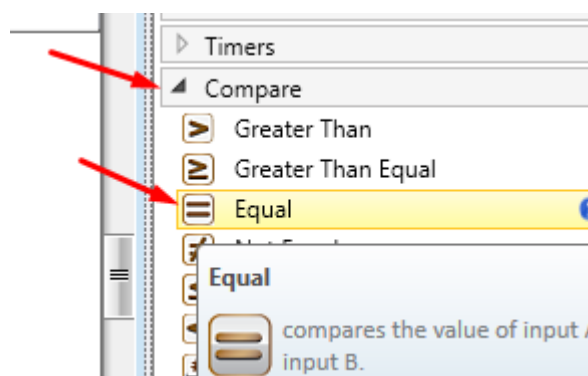 Timers
Compare
Greater Than
Greater Than Equal
Equal
Equal
compares the value of input
input B.